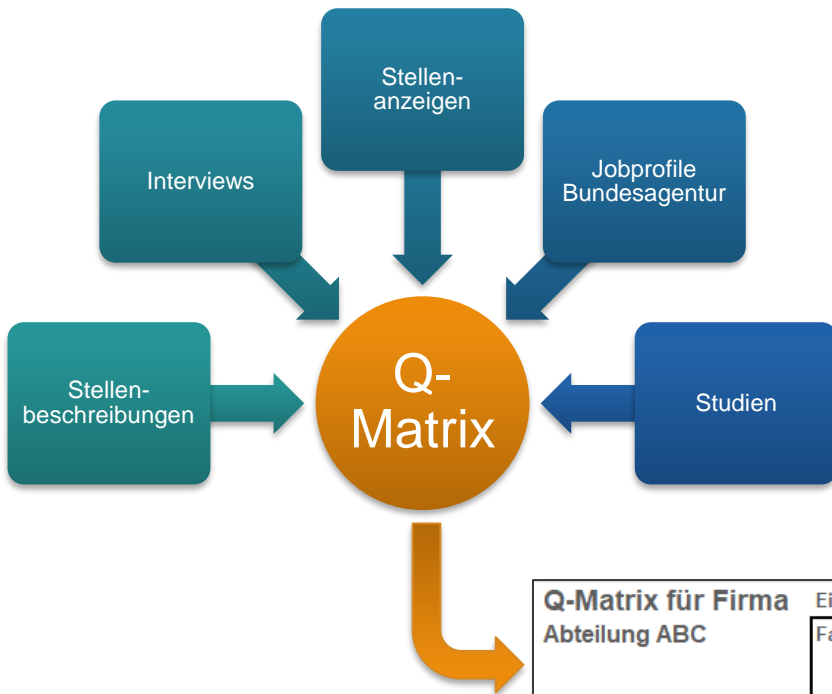 Stellen-
anzeigen
Interviews
Jobprofile
Bundesagentur
Stellen-
beschreibungen
Q-
Matrix
Studien
Q-Matrix für Firma
Abteilung ABC